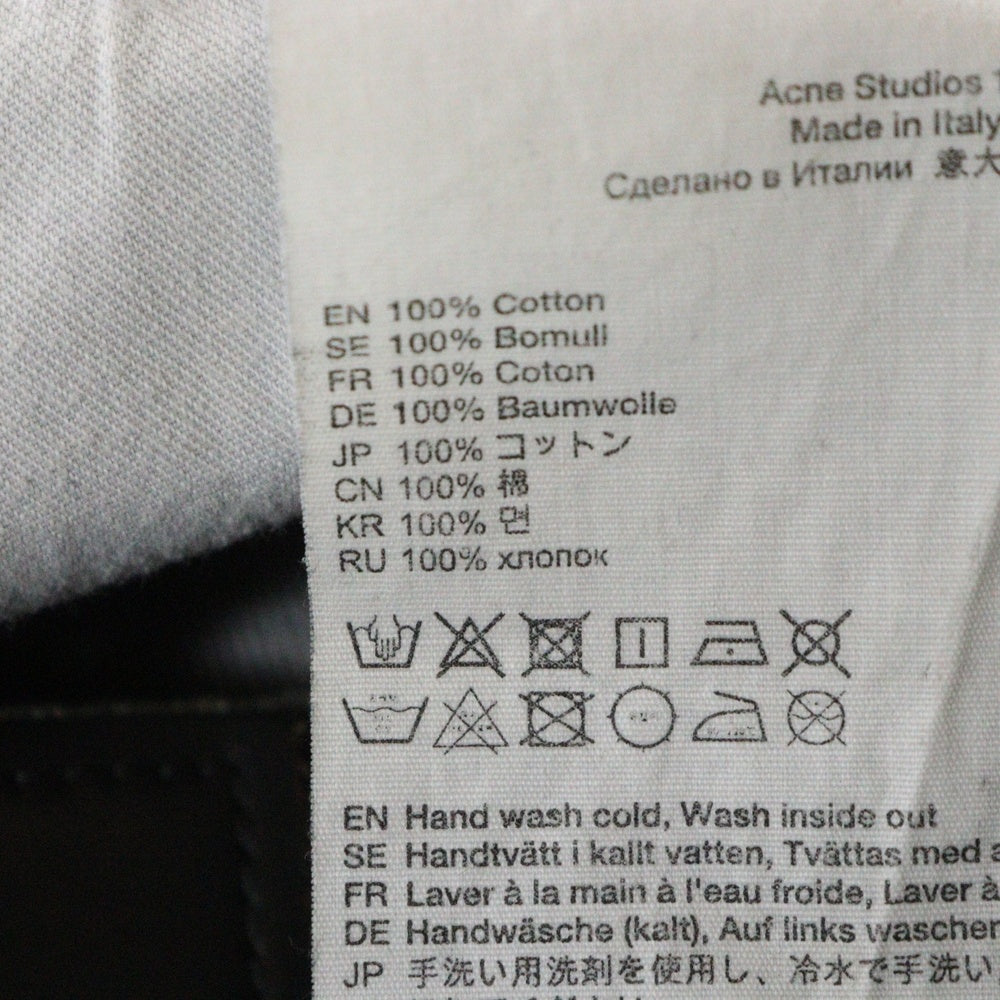 Acne Studios
Made in Italy
Сделано в Италии 意大
EN 100% Cotton
SE 100% Bomull
FR 100% Coton
DE 100% Baumwolle
JP 100% コットン
CN 100% 棉
KR 100% 면
RU 100% хлопок
EN Hand wash cold, Wash inside out
SE Handtvätt i kallt vatten, Tvättas med a
FR Laver à la main à l'eau froide, Laver à
DE Handwäsche (kalt), Auf links waschen
JP 手洗い用洗剤を使用し、冷水で手洗い